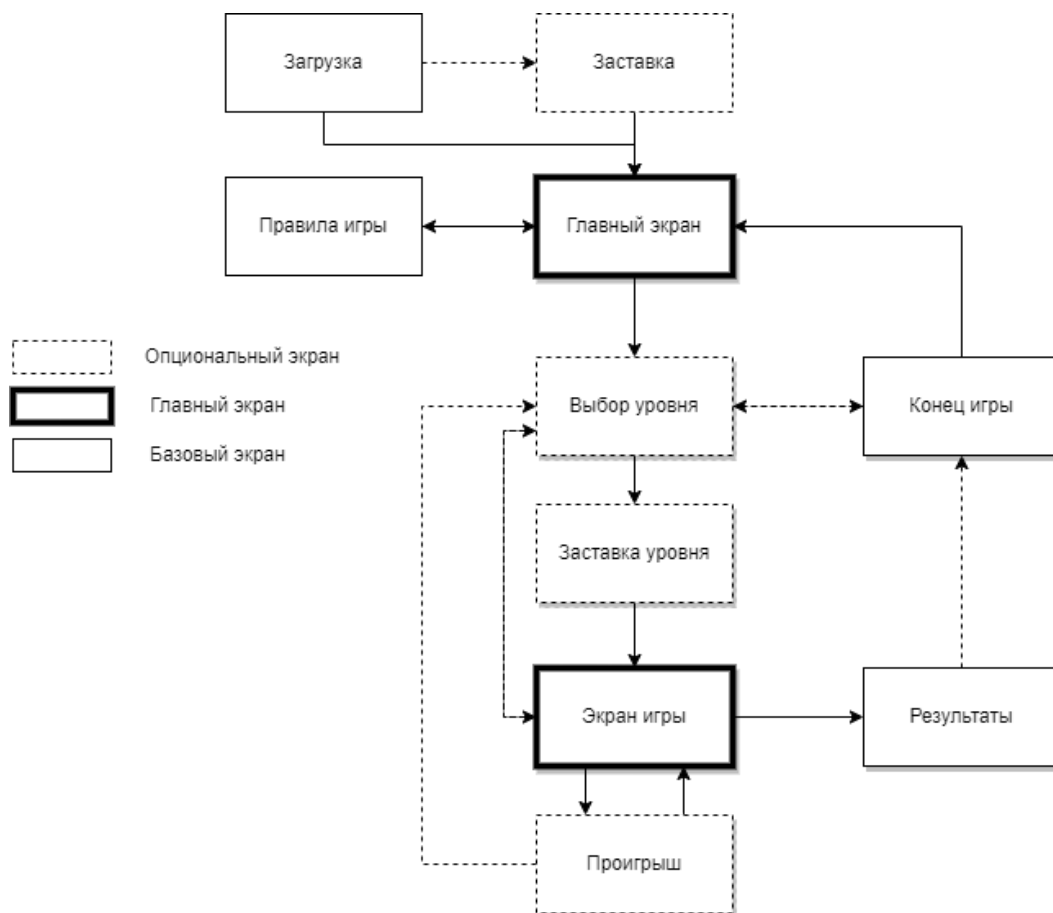 Загрузка
Заставка
Правила игры
Главный экран
Опциональный экран
Главный экран
Базовый экран
Выбор уровня
Конец игры
Заставка уровня
Экран игры
Результаты
Проигрыш